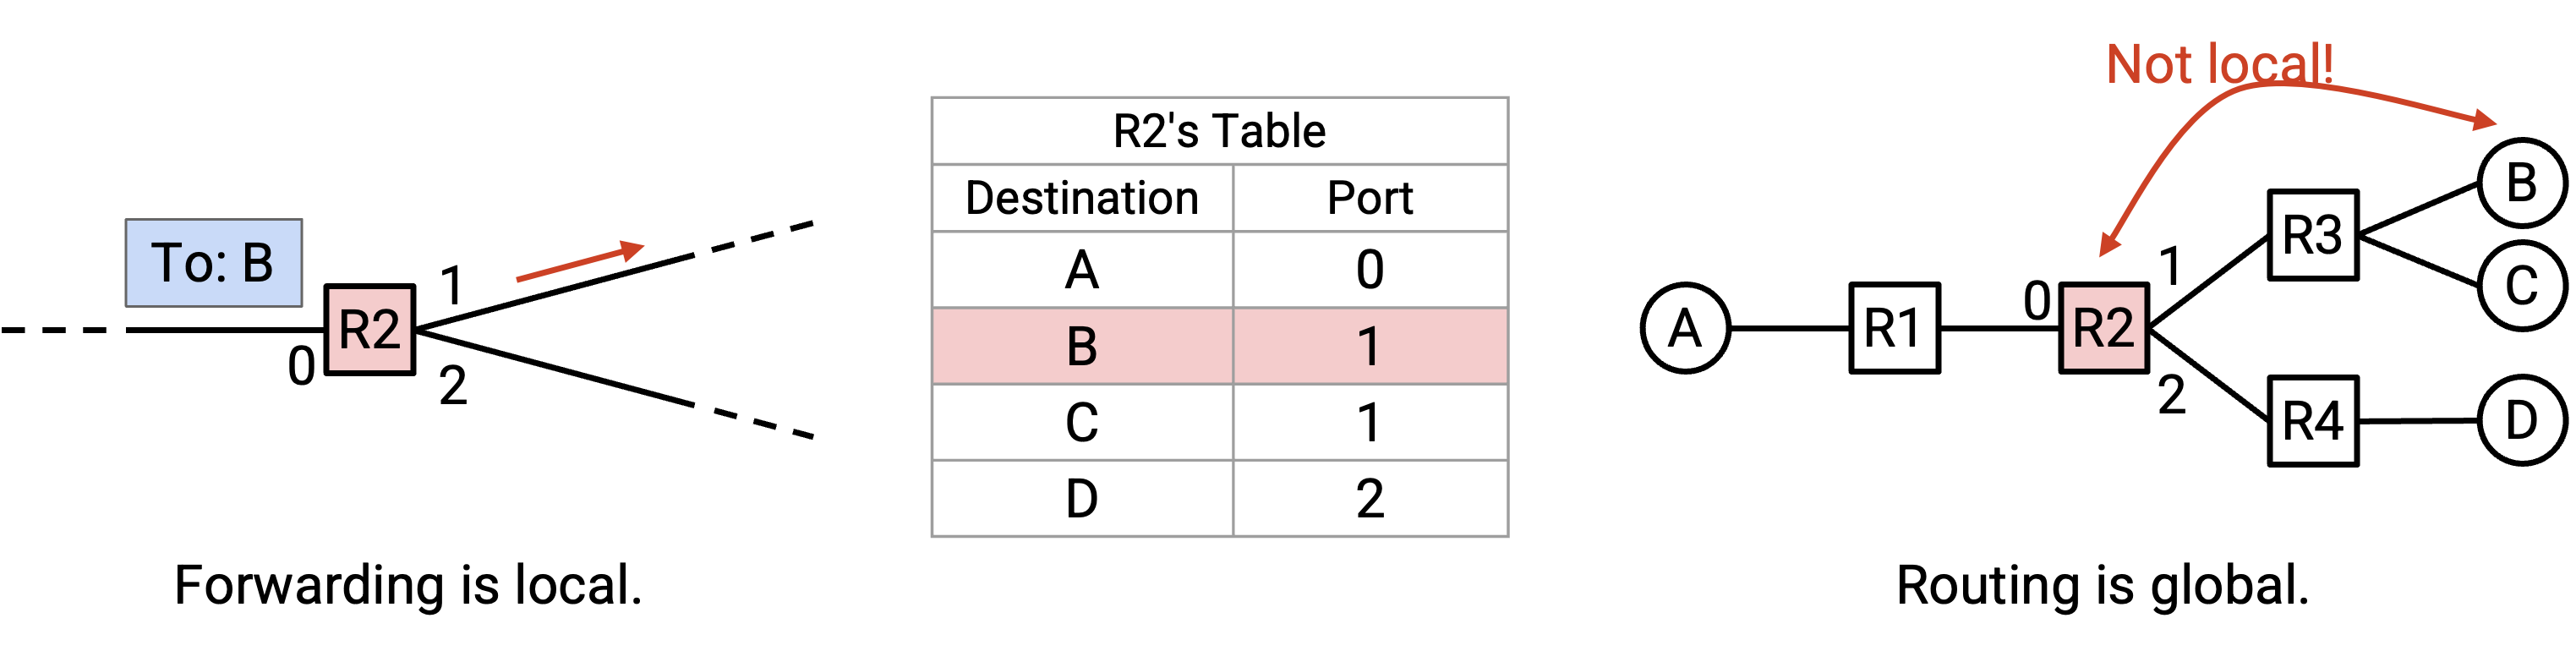 To: B
R2
0
1
2
Forwarding is local.
R2's Table
Destination Port
A 0
B 1
C 1
D 2
Not local!
A
R1
0
R2
1
2
R3
R4
B
C
D
Routing is global.